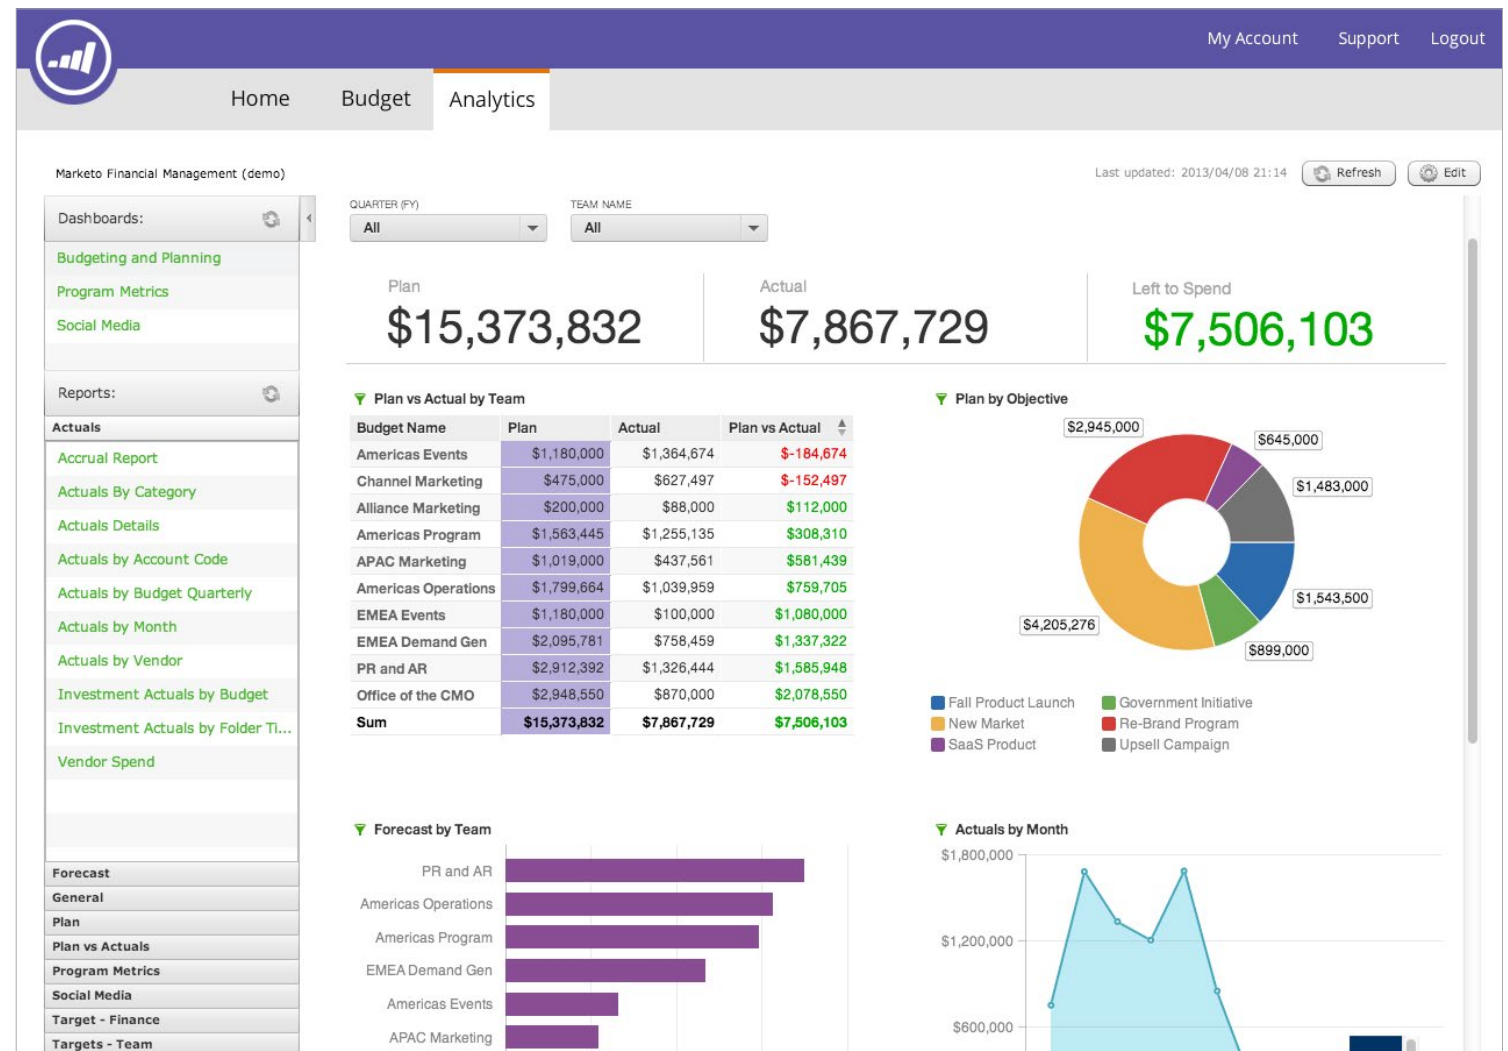 My Account Support Logout
Home Budget Analytics
Marketo Financial Management (demo)
Last updated: 2013/04/08 21:14 Refresh Edit
Dashboards:
Budgeting and Planning
Program Metrics
Social Media
Reports:
Actuals
Accrual Report
Actuals By Category
Actuals Details
Actuals by Account Code
Actuals by Budget Quarterly
Actuals by Month
Actuals by Vendor
Investment Actuals by Budget
Investment Actuals by Folder Ti...
Vendor Spend
Forecast
General
Plan
Plan vs Actuals
Program Metrics
Social Media
Target - Finance
Targets - Team
QUARTER (FY) TEAM NAME
All All
Plan Actual Left to Spend
$15,373,832 $7,867,729 $7,506,103
Plan vs Actual by Team
Budget Name Plan Actual Plan vs Actual
Americas Events $1,180,000 $1,364,674 $-184,674
Channel Marketing $475,000 $627,497 $-152,497
Alliance Marketing $200,000 $88,000 $112,000
Americas Program $1,563,445 $1,255,135 $308,310
APAC Marketing $1,019,000 $437,561 $581,439
Americas Operations $1,799,664 $1,039,959 $759,705
EMEA Events $1,180,000 $100,000 $1,080,000
EMEA Demand Gen $2,095,781 $758,459 $1,337,322
PR and AR $2,912,392 $1,326,444 $1,585,948
Office of the CMO $2,948,550 $870,000 $2,078,550
Sum $15,373,832 $7,867,729 $7,506,103
Plan by Objective
$2,945,000
$645,000
$1,483,000
$1,543,500
$4,205,276
$899,000
Fall Product Launch Government Initiative
New Market Re-Brand Program
SaaS Product Upsell Campaign
Forecast by Team
PR and AR
Americas Operations
Americas Program
EMEA Demand Gen
Americas Events
APAC Marketing
Actuals by Month
$1,800,000
$1,200,000
$600,000